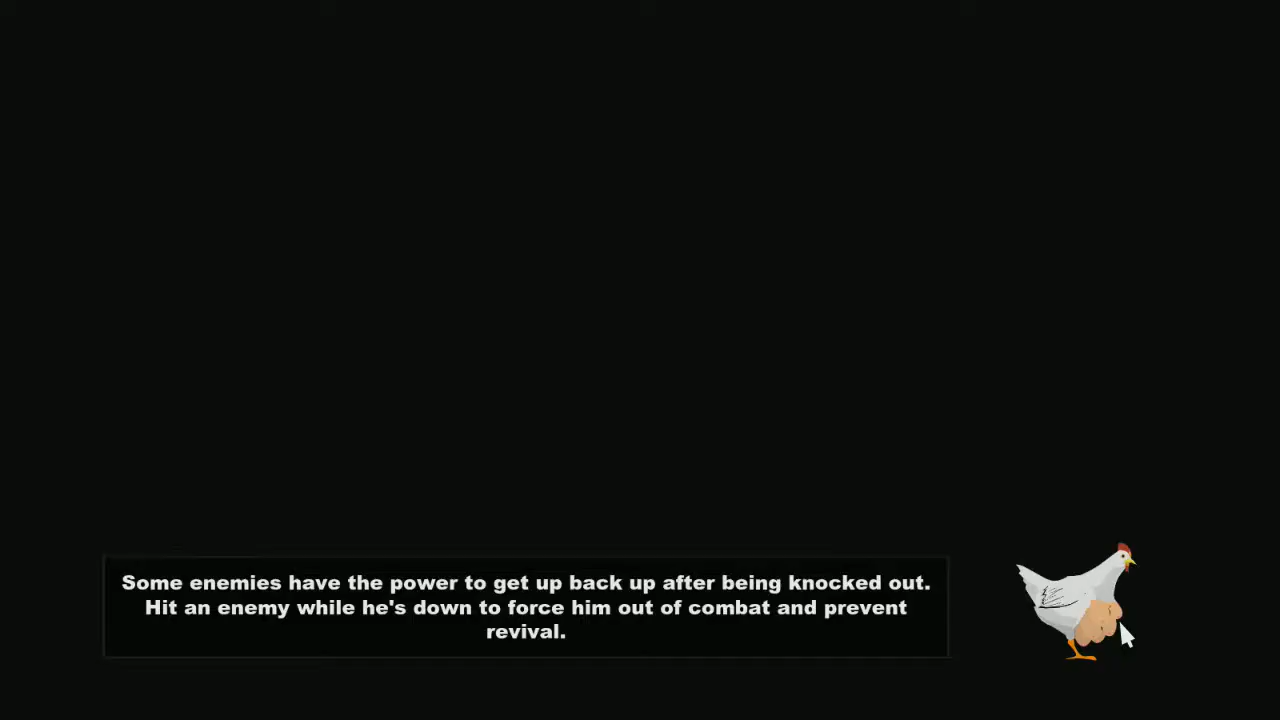 Some enemies have the power to get up back up after being knocked out.
Hit an enemy while he's down to force him out of combat and prevent
revival.